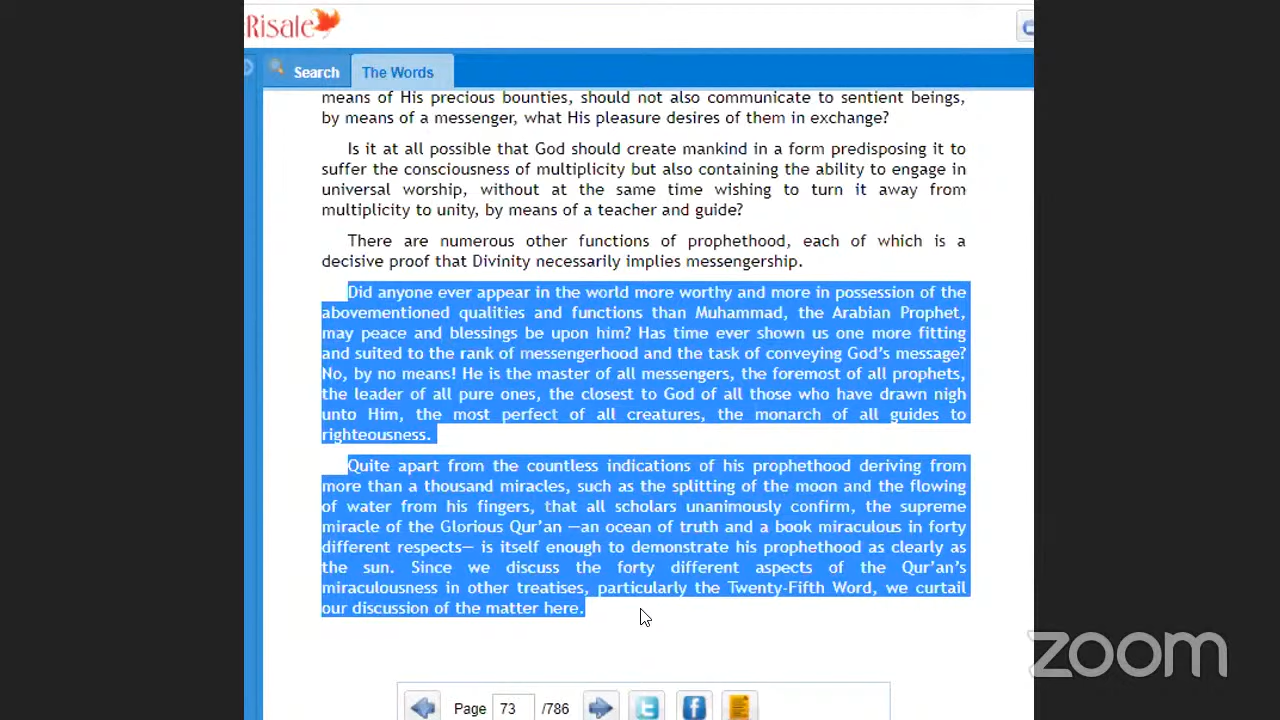 Risale
Search The Words
means of His precious bounties, should not also communicate to sentient beings,
by means of a messenger, what His pleasure desires of them in exchange?
Is it at all possible that God should create mankind in a form predisposing it to
suffer the consciousness of multiplicity but also containing the ability to engage in
universal worship, without at the same time wishing to turn it away from
multiplicity to unity, by means of a teacher and guide?
There are numerous other functions of prophethood, each of which is a
decisive proof that Divinity necessarily implies messengership.
Did anyone ever appear in the world more worthy and more in possession of the
abovementioned qualities and functions than Muhammad, the Arabian Prophet,
may peace and blessings be upon him? Has time ever shown us one more fitting
and suited to the rank of messengerhood and the task of conveying God's message?
No, by no means! He is the master of all messengers, the foremost of all prophets,
the leader of all pure ones, the closest to God of all those who have drawn nigh
unto Him, the most perfect of all creatures, the monarch of all guides to
righteousness.
Quite apart from the countless indications of his prophethood deriving from
more than a thousand miracles, such as the splitting of the moon and the flowing
of water from his fingers, that all scholars unanimously confirm, the supreme
miracle of the Glorious Qur'an —an ocean of truth and a book miraculous in forty
different respects— is itself enough to demonstrate his prophethood as clearly as
the sun. Since we discuss the forty different aspects of the Qur'an's
miraculousness in other treatises, particularly the Twenty-Fifth Word, we curtail
our discussion of the matter here.
zoom
Page 73 /786